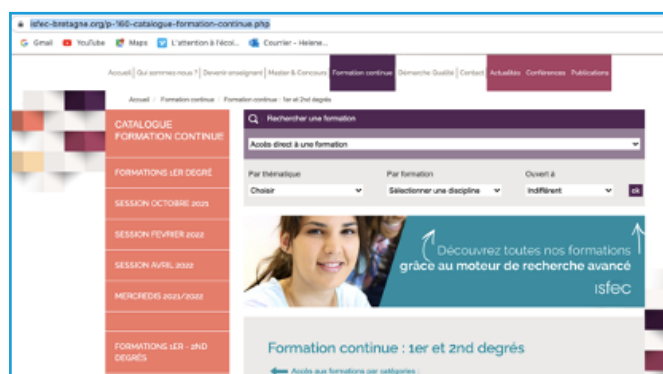 isfec-bretagne.org/p-160-catalogue-formation-continue.php
Gmail YouTube Maps L'attention à l'écol... Courrier - Helene...
Accueil | Qui sommes nous ? | Devenir enseignant | Master & Concours Formation continue Démarche Qualité | Contact Actualités Conférences Publications
Accueil / Formation continue / Formation continue : 1er et 2nd degrés
CATALOGUE
FORMATION CONTINUE
FORMATIONS 1ER DEGRÉ
SESSION OCTOBRE 2021
SESSION FEVRIER 2022
SESSION AVRIL 2022
MERCREDIS 2021/2022
FORMATIONS 1ER - 2ND
DEGRÉS
Rechercher une formation
Accès direct à une formation
Par thématique Par formation Ouvert à
Choisir Sélectionner une discipline Indifférent ok
Découvrez toutes nos formations
grâce au moteur de recherche avancé
ısfec
Formation continue : 1er et 2nd degrés
Accès aux formations par catégories :